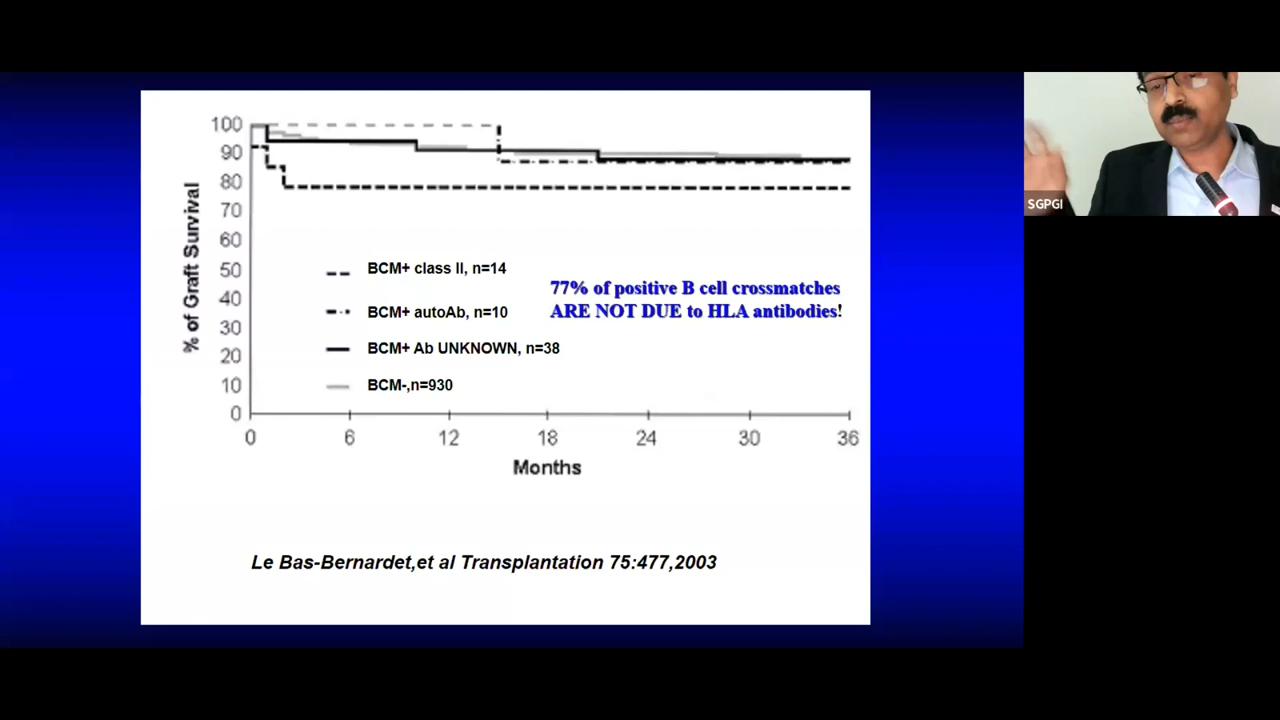 100
90
80
70
60
50
40
30
20
10
0
% of Graft Survival
BCM+ class II, n=14
BCM+ autoAb, n=10
BCM+ Ab UNKNOWN, n=38
BCM-,n=930
77% of positive B cell crossmatches
ARE NOT DUE to HLA antibodies!
0 6 12 18 24 30 36
Months
Le Bas-Bernardet,et al Transplantation 75:477,2003
SGPGI